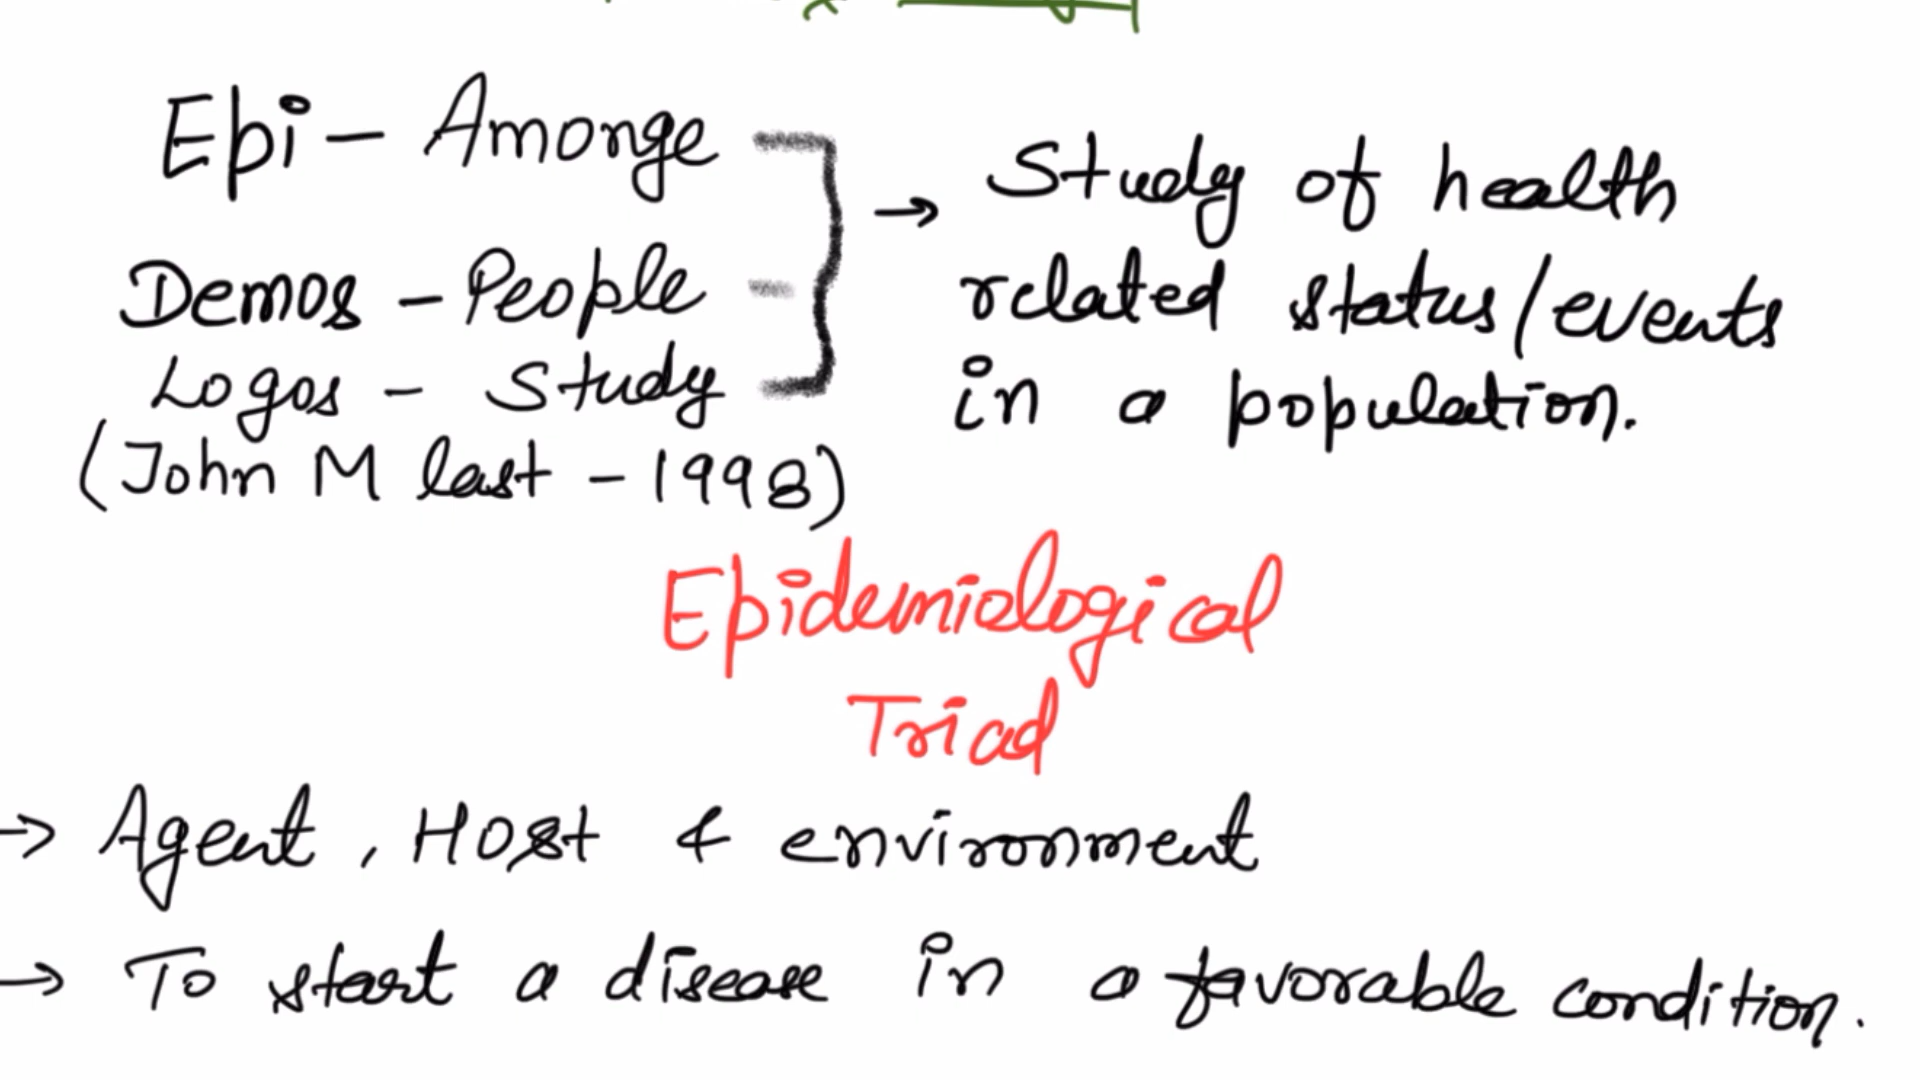 Epi - Amonge
Demos - People
Logos - Study
(John M last - 1998)
→ Study of health
related status/events
in a population.
Epidemiological
Triad
→ Agent, Host & environment
→ To start a disease in a favorable condition.